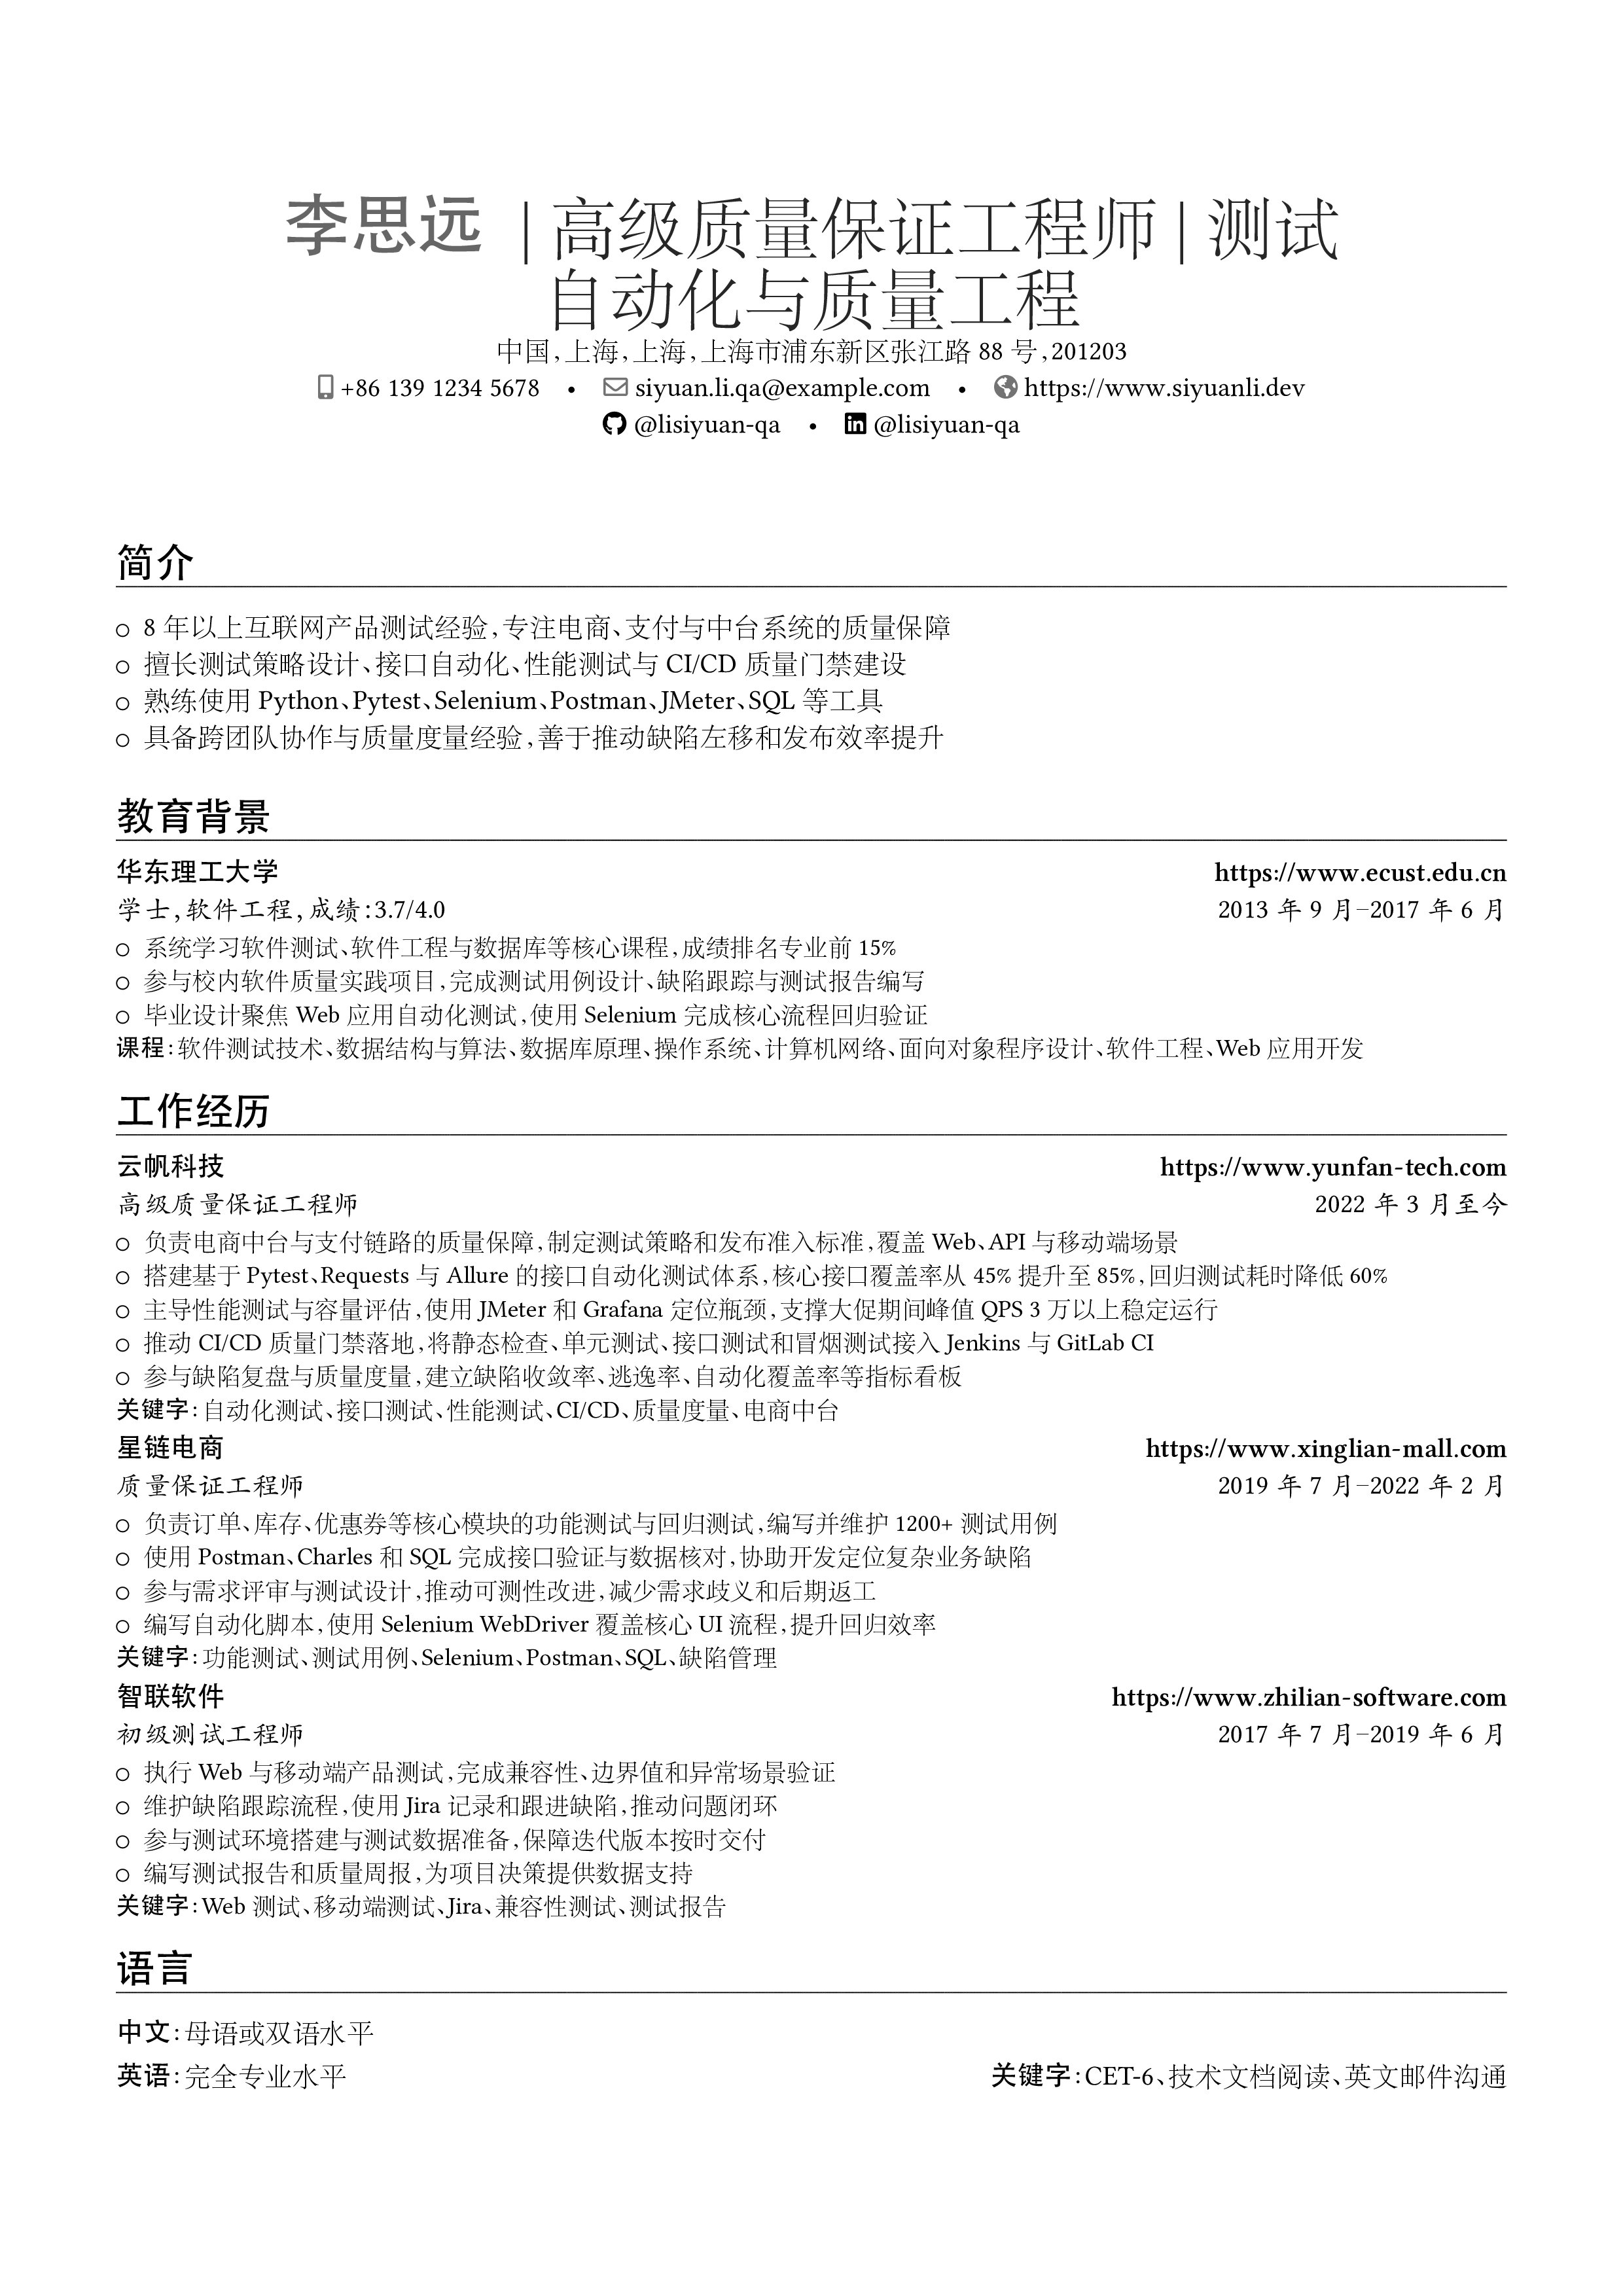 李思远 | 高级质量保证工程师 | 测试
自动化与质量工程
中国,上海,上海,上海市浦东新区张江路 88 号,201203
+86 139 1234 5678 • siyuan.li.qa@example.com • https://www.siyuanli.dev
@lisiyuan-qa • @lisiyuan-qa
简介
○ 8 年以上互联网产品测试经验,专注电商、支付与中台系统的质量保障
○ 擅长测试策略设计、接口自动化、性能测试与 CI/CD 质量门禁建设
○ 熟练使用 Python、Pytest、Selenium、Postman、JMeter、SQL 等工具
○ 具备跨团队协作与质量度量经验,善于推动缺陷左移和发布效率提升
教育背景
华东理工大学 https://www.ecust.edu.cn
学士,软件工程,成绩:3.7/4.0 2013 年 9 月–2017 年 6 月
○ 系统学习软件测试、软件工程与数据库等核心课程,成绩排名专业前 15%
○ 参与校内软件质量实践项目,完成测试用例设计、缺陷跟踪与测试报告编写
○ 毕业设计聚焦 Web 应用自动化测试,使用 Selenium 完成核心流程回归验证
课程:软件测试技术、数据结构与算法、数据库原理、操作系统、计算机网络、面向对象程序设计、软件工程、Web 应用开发
工作经历
云帆科技 https://www.yunfan-tech.com
高级质量保证工程师 2022 年 3 月至今
○ 负责电商中台与支付链路的质量保障,制定测试策略和发布准入标准,覆盖 Web、API 与移动端场景
○ 搭建基于 Pytest、Requests 与 Allure 的接口自动化测试体系,核心接口覆盖率从 45% 提升至 85%,回归测试耗时降低 60%
○ 主导性能测试与容量评估,使用 JMeter 和 Grafana 定位瓶颈,支撑大促期间峰值 QPS 3 万以上稳定运行
○ 推动 CI/CD 质量门禁落地,将静态检查、单元测试、接口测试和冒烟测试接入 Jenkins 与 GitLab CI
○ 参与缺陷复盘与质量度量,建立缺陷收敛率、逃逸率、自动化覆盖率等指标看板
关键字:自动化测试、接口测试、性能测试、CI/CD、质量度量、电商中台
星链电商 https://www.xinglian-mall.com
质量保证工程师 2019 年 7 月–2022 年 2 月
○ 负责订单、库存、优惠券等核心模块的功能测试与回归测试,编写并维护 1200+ 测试用例
○ 使用 Postman、Charles 和 SQL 完成接口验证与数据核对,协助开发定位复杂业务缺陷
○ 参与需求评审与测试设计,推动可测性改进,减少需求歧义和后期返工
○ 编写自动化脚本,使用 Selenium WebDriver 覆盖核心 UI 流程,提升回归效率
关键字:功能测试、测试用例、Selenium、Postman、SQL、缺陷管理
智联软件 https://www.zhilian-software.com
初级测试工程师 2017 年 7 月–2019 年 6 月
○ 执行 Web 与移动端产品测试,完成兼容性、边界值和异常场景验证
○ 维护缺陷跟踪流程,使用 Jira 记录和跟进缺陷,推动问题闭环
○ 参与测试环境搭建与测试数据准备,保障迭代版本按时交付
○ 编写测试报告和质量周报,为项目决策提供数据支持
关键字:Web 测试、移动端测试、Jira、兼容性测试、测试报告
语言
中文:母语或双语水平
英语:完全专业水平 关键字:CET-6、技术文档阅读、英文邮件沟通